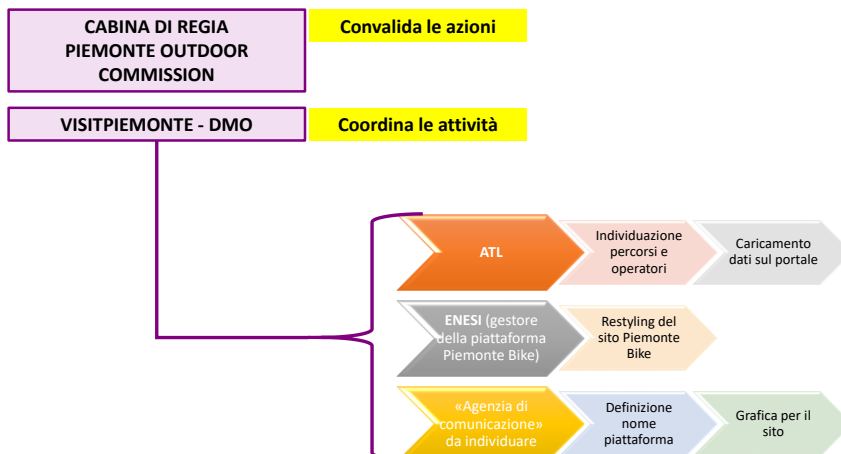 CABINA DI REGIA
PIEMONTE OUTDOOR
COMMISSION
Convalida le azioni
VISITPIEMONTE - DMO
Coordina le attività
ATL
Individuazione
percorsi e
operatori
Caricamento
dati sul portale
ENESI (gestore
della piattaforma
Piemonte Bike)
Restyling del
sito Piemonte
Bike
«Agenzia di
comunicazione»
da individuare
Definizione
nome
piattaforma
Grafica per il
sito